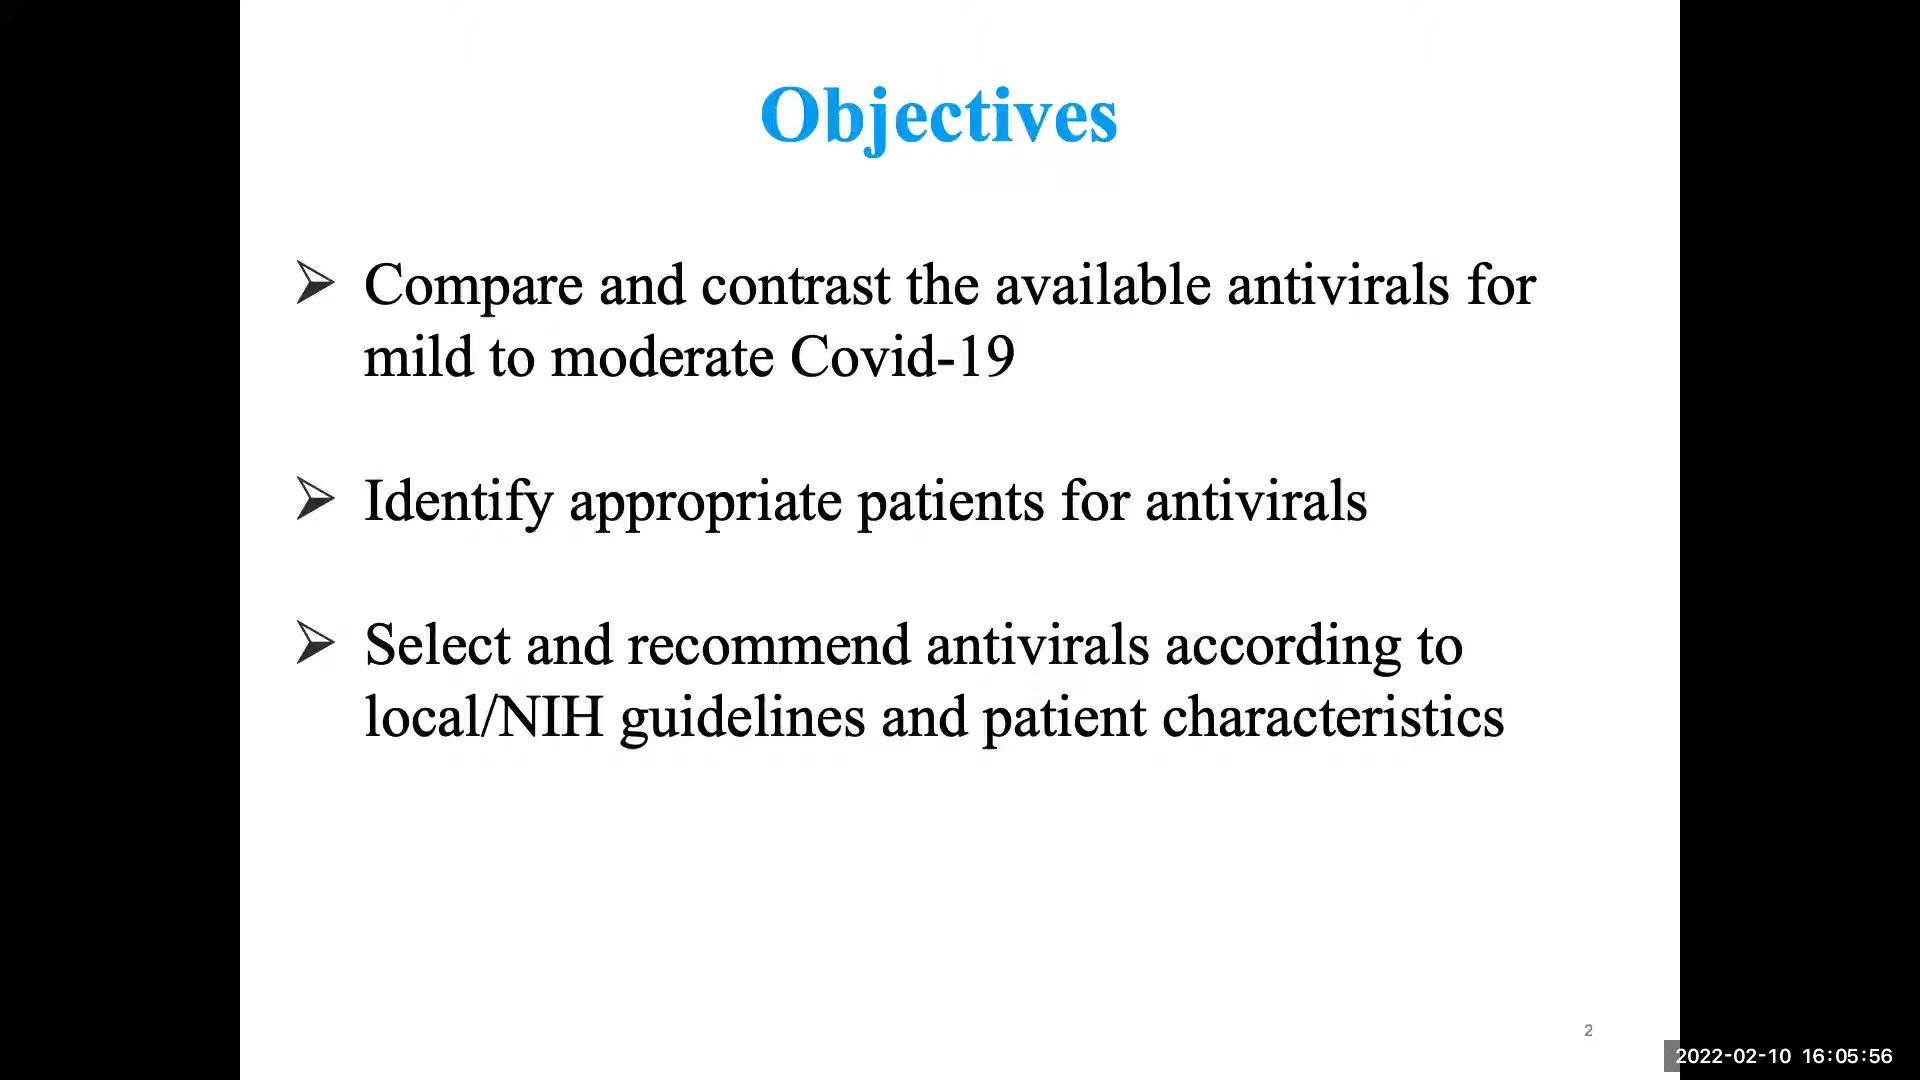 Objectives
➢ Compare and contrast the available antivirals for
mild to moderate Covid-19
➢ Identify appropriate patients for antivirals
➢ Select and recommend antivirals according to
local/NIH guidelines and patient characteristics
2
2022-02-10 16:05:56